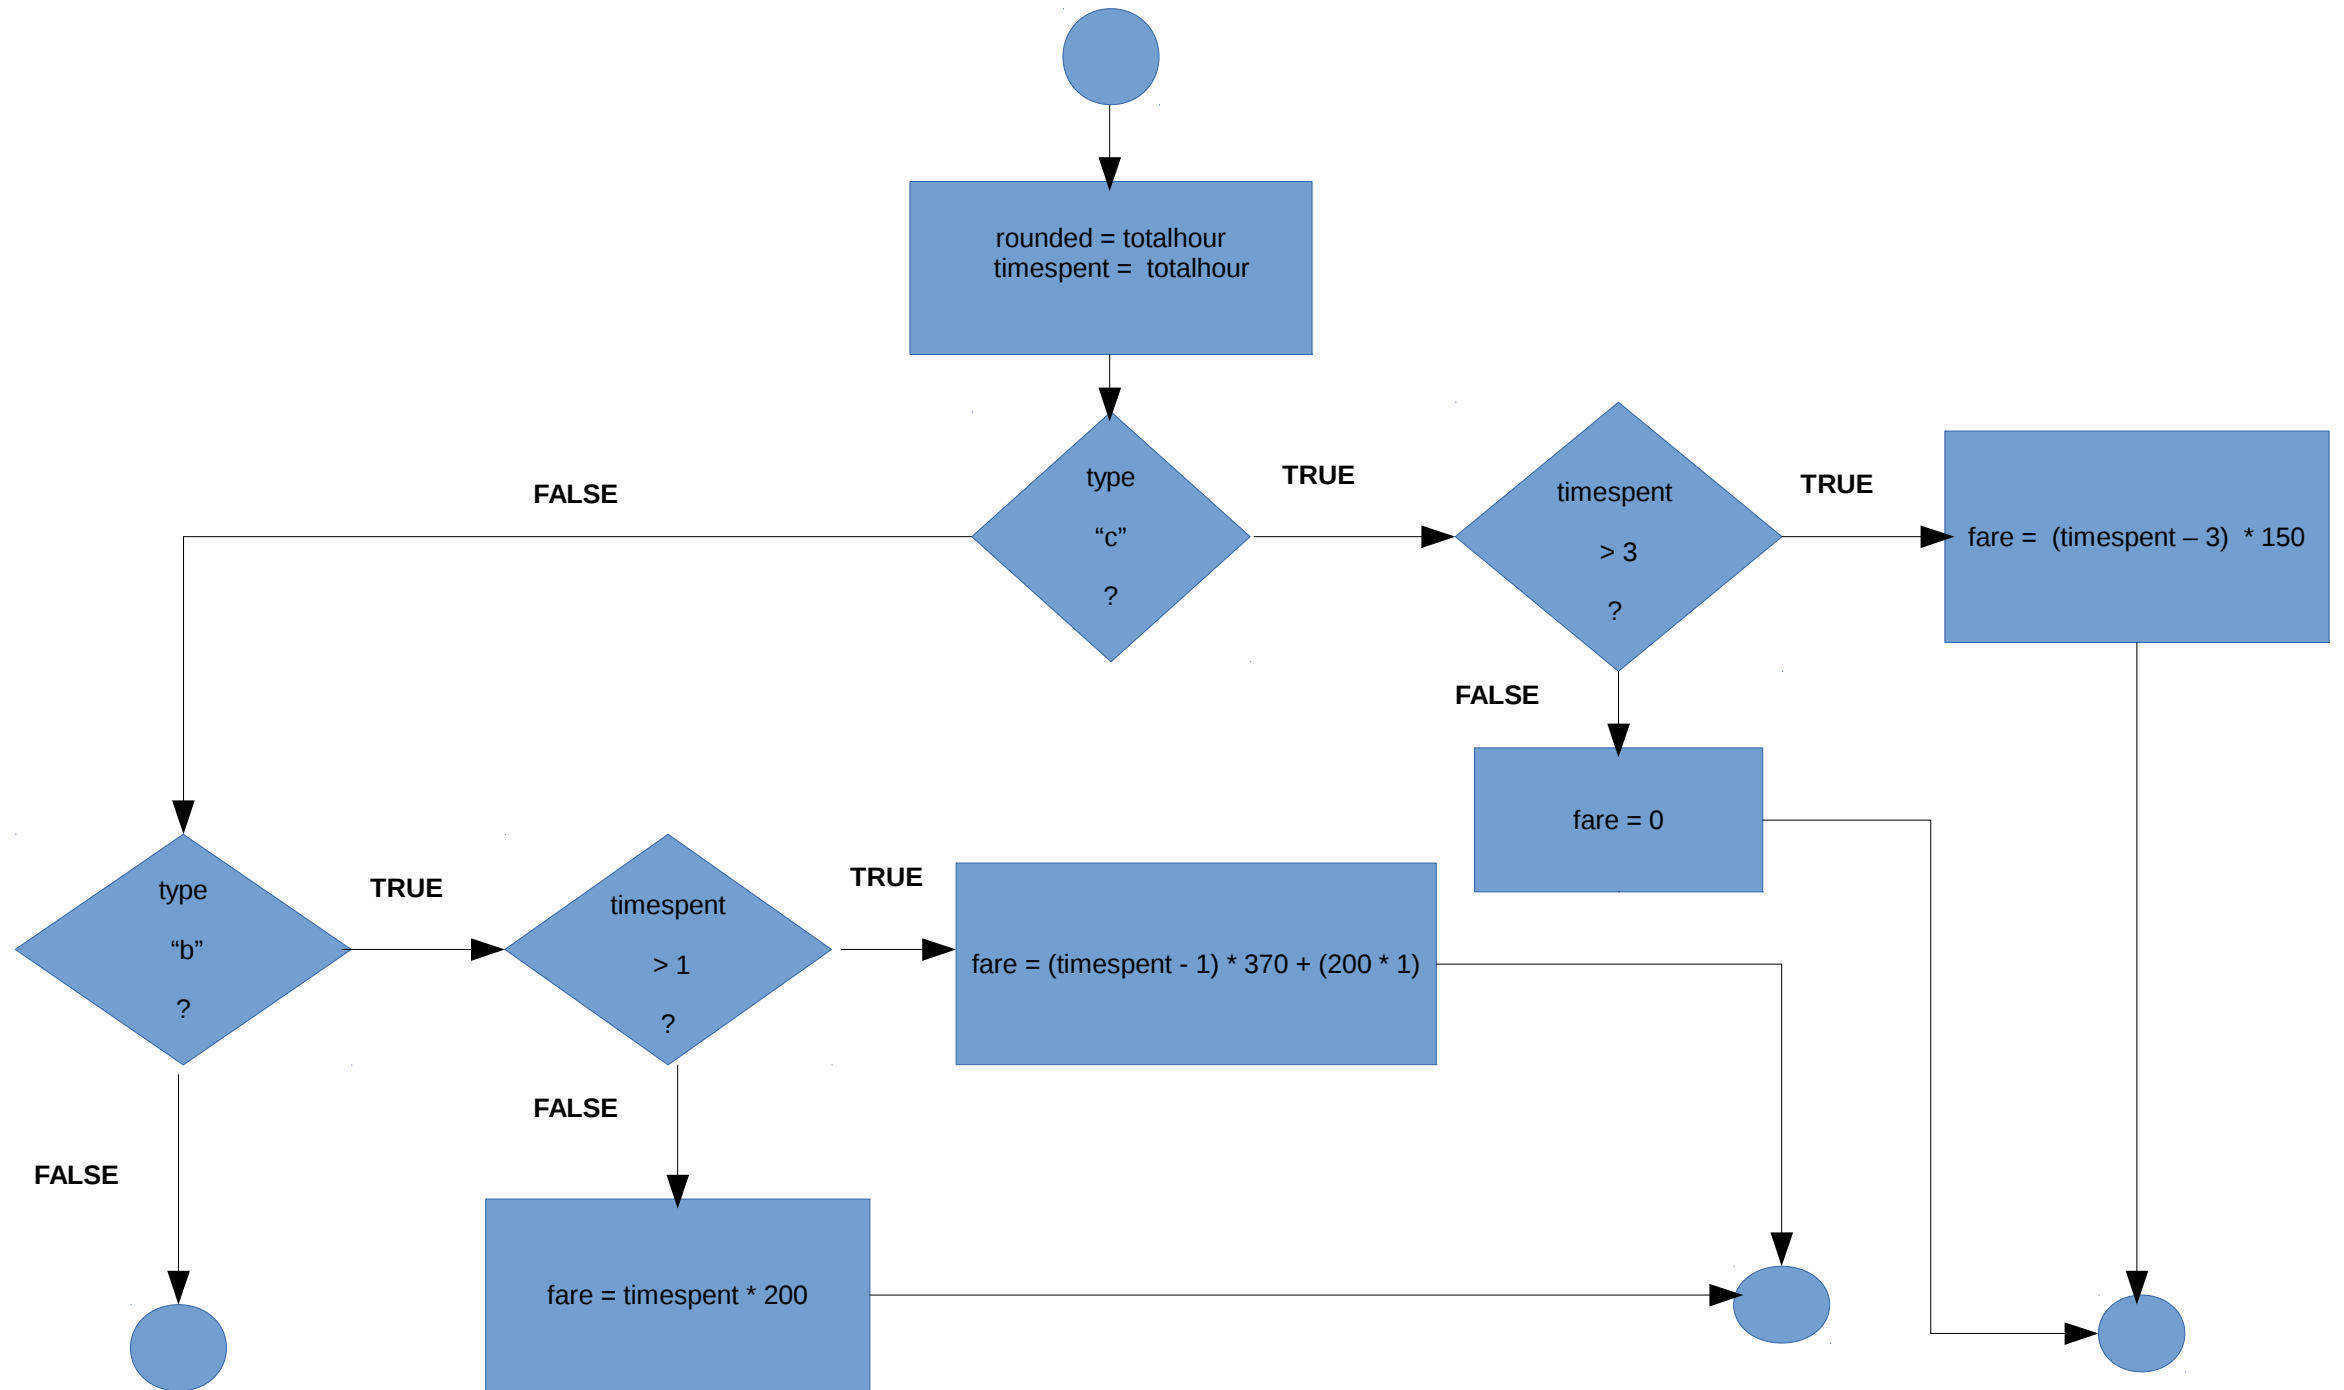 rounded = totalhour
timespent =  totalhour
type
“c”
?
TRUE
FALSE
timespent
> 3
?
TRUE
fare =  (timespent – 3)  * 150
FALSE
fare = 0
type
“b”
?
TRUE
timespent
> 1
?
TRUE
fare = (timespent - 1) * 370 + (200 * 1)
FALSE
FALSE
fare = timespent * 200